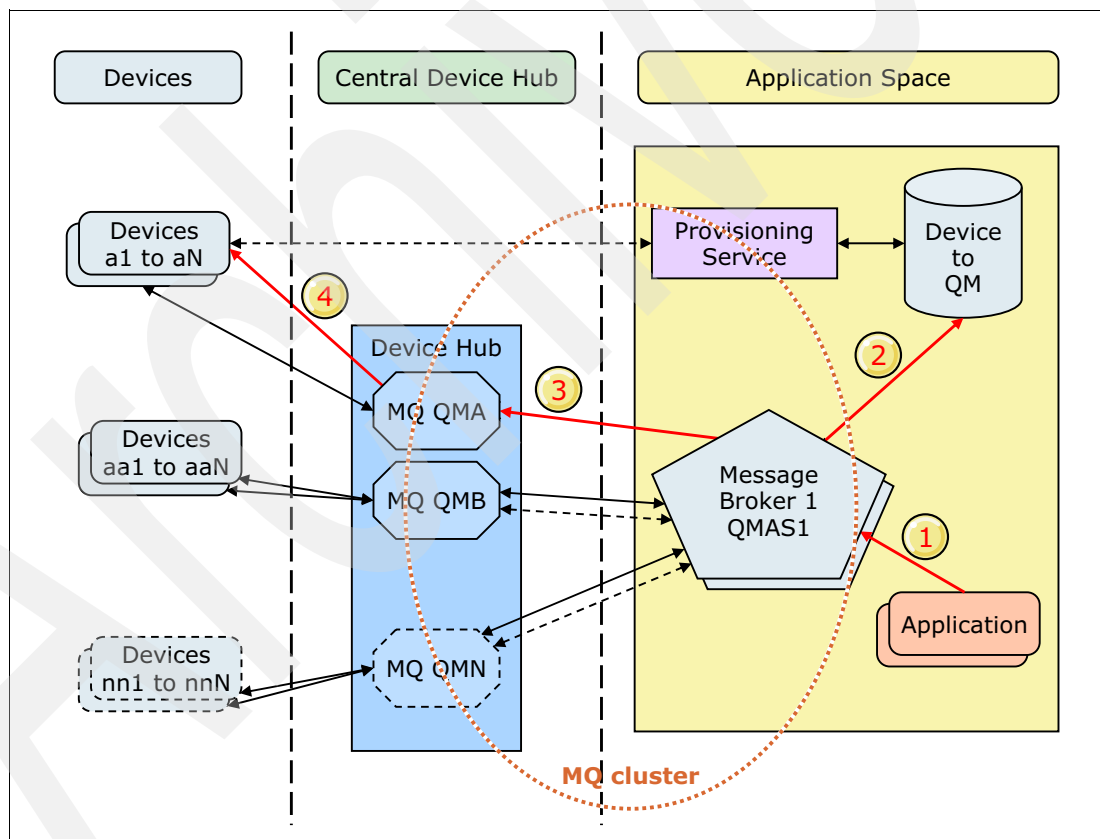 Devices
Central Device Hub
Application Space
Devices
a1 to aN
Provisioning
Service
Device
to
QM
4
Device Hub
2
3
MQ QMA
Devices
aa1 to aaN
MQ QMB
Message
Broker 1
QMAS1
1
Application
Devices
nn1 to nnN
MQ QMN
MQ cluster
Archive